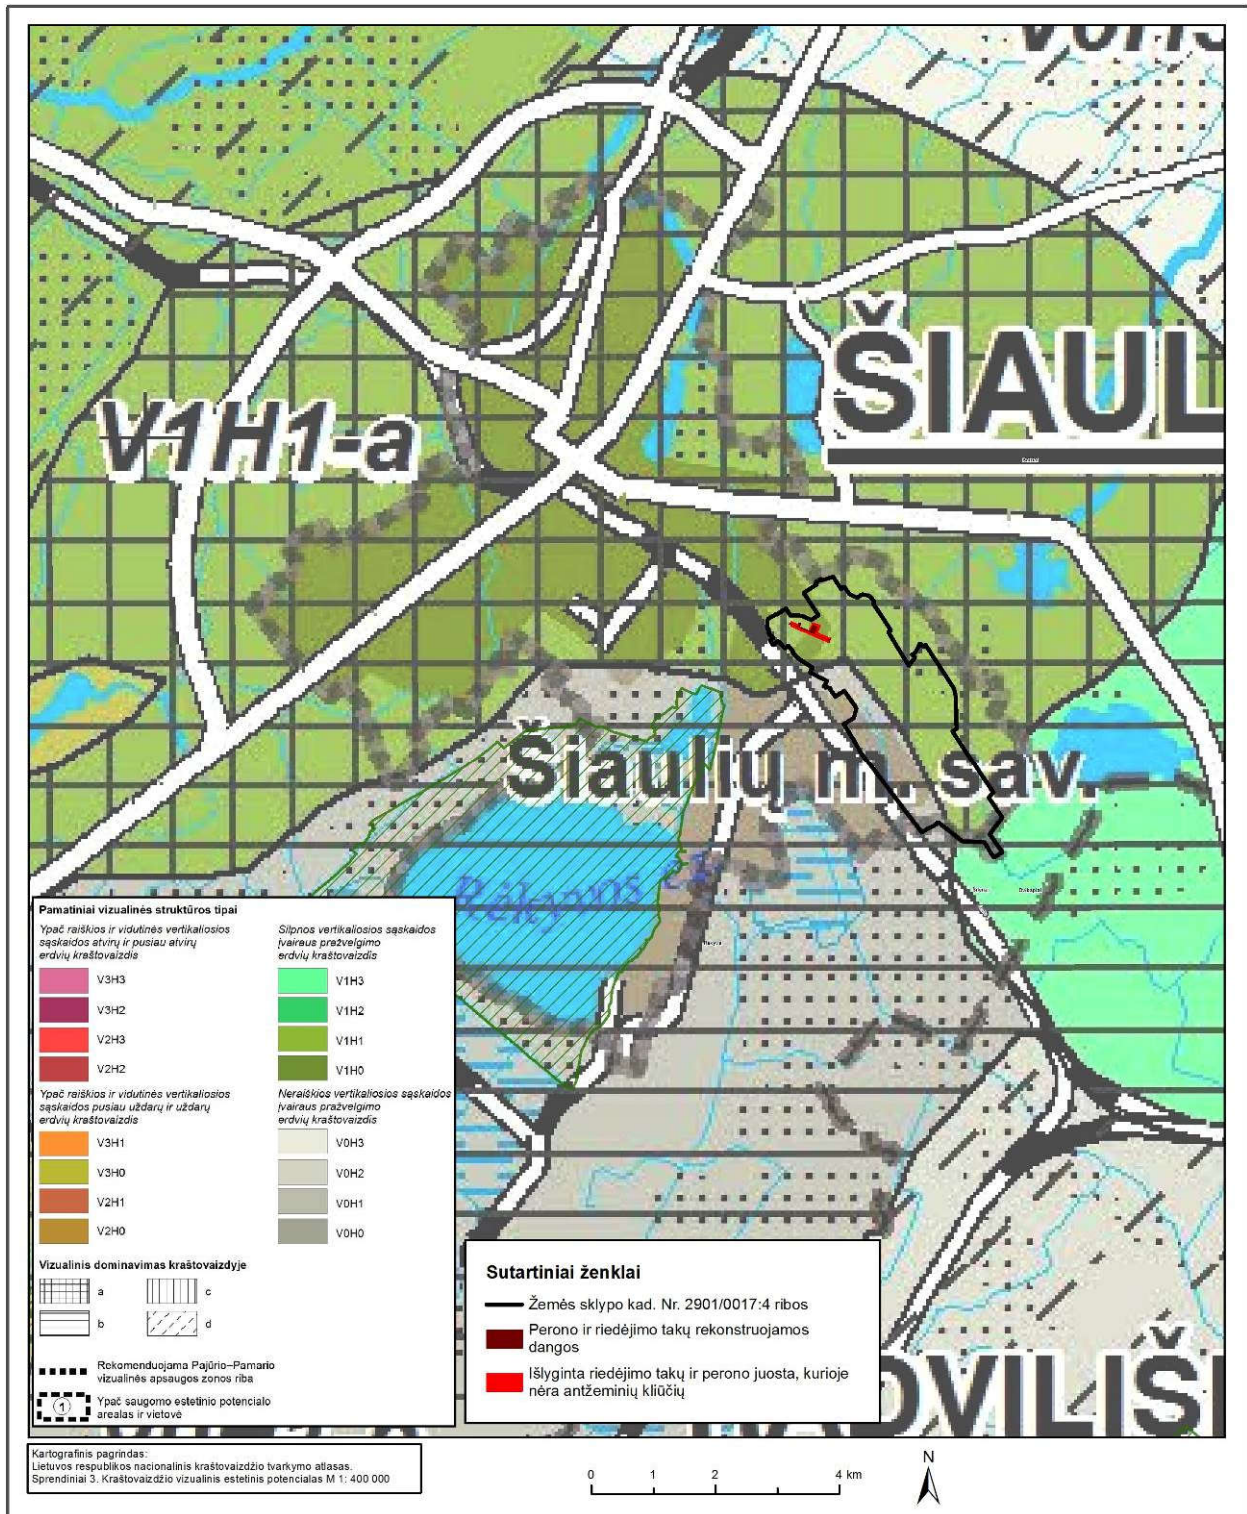 ŠIAUL
V1H1-a
Šiaulių m. sav.
Rėkyvos
Pamatiniai vizualinės struktūros tipai
Ypač raiškios ir vidutinės vertikaliosios
sąskaidos atvirų ir pusiau atvirų
erdvių kraštovaizdis
V3H3
V3H2
V2H3
V2H2
Ypač raiškios ir vidutinės vertikaliosios
sąskaidos pusiau uždarų ir uždarų
erdvių kraštovaizdis
V3H1
V3H0
V2H1
V2H0
Silpnos vertikaliosios sąskaidos
įvairaus pražvelgimo
erdvių kraštovaizdis
V1H3
V1H2
V1H1
V1H0
Neraiškios vertikaliosios sąskaidos
įvairaus pražvelgimo
erdvių kraštovaizdis
V0H3
V0H2
V0H1
V0H0
Vizualinis dominavimas kraštovaizdyje
a
c
b
d
Rekomenduojama Pajūrio–Pamario
vizualinės apsaugos zonos riba
1
Ypač saugomo estetinio potencialo
arealas ir vietovė
Sutartiniai ženklai
Žemės sklypo kad. Nr. 2901/0017:4 ribos
Perono ir riedėjimo takų rekonstruojamos
dangos
Išlyginta riedėjimo takų ir perono juosta, kurioje
nėra antžeminių kliūčių
DVILIŠ
Kartografinis pagrindas:
Lietuvos respublikos nacionalinis kraštovaizdžio tvarkymo atlasas.
Sprendiniai 3. Kraštovaizdžio vizualinis estetinis potencialas M 1: 400 000
0 1 2 4 km
N